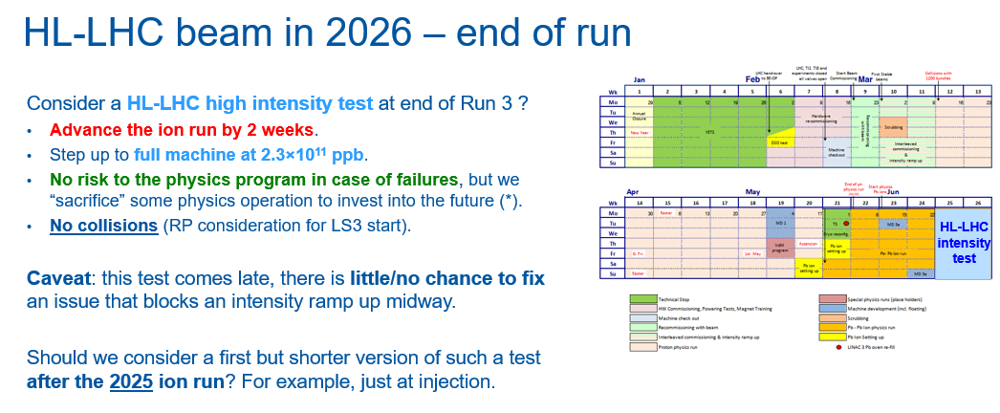 HL-LHC beam in 2026 – end of run
Consider a HL-LHC high intensity test at end of Run 3 ?
• Advance the ion run by 2 weeks.
• Step up to full machine at 2.3×10¹¹ ppb.
• No risk to the physics program in case of failures, but we
“sacrifice” some physics operation to invest into the future (*).
• No collisions (RP consideration for LS3 start).
Caveat: this test comes late, there is little/no chance to fix
an issue that blocks an intensity ramp up midway.
Should we consider a first but shorter version of such a test
after the 2025 ion run? For example, just at injection.
LHC handover
to BE-OP
LHC, TI2, TI8 and
experiments closed
all valves open
Start Beam
Commissioning
First Stable
beams
Collisions with
1200 bunches
Jan Feb Mar
Wk 1 2 3 4 5 6 7 8 9 10 11 12 13
Mo 29 5 12 19 26 2 9 16 23 2 9 16 23
Tu
We
Th
Fr
Sa
Su
Annual
Closure
New Year
YETS
DSO test
Hardware
recommissioning
Machine
checkout
Recommissioning
with beam
Scrubbing
Interleaved
commissioning
&
intensity ramp up
End of pp
physics run
Start physics
Pb ions
Apr May Jun
Wk 14 15 16 17 18 19 20 21 22 23 24 25 26
Mo 30 Easter 6 13 20 27 4 11
Tu
We
Th
Fr
Sa
Su
G. Fri.
Easter
1st May
MD 1
VdM
program
Ascension
Pb ion
setting up
TS
Cryo reconfig.
Pb ion
setting up
MD 2a
Pb - Pb ion run
MD 3a
HL-LHC
intensity
test
Technical Stop
HW Commissioning, Powering Tests, Magnet Training
Machine check out
Recommissioning with beam
Interleaved commissioning & intensity ramp up
Proton physics run
Special physics runs (place holders)
Machine development (incl. floating)
Scrubbing
Pb - Pb Ion physics run
Pb Ion Setting up
LINAC 3 Pb oven re-fill